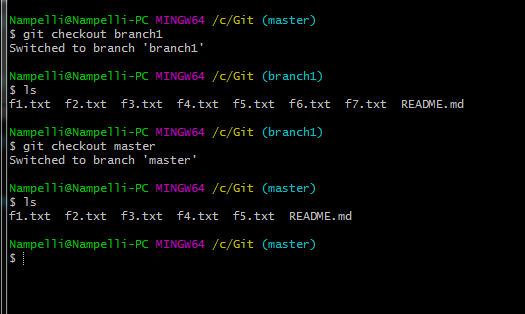 Nampelli@Nampelli-PC MINGW64 /c/Git (master)
$ git checkout branch1
Switched to branch 'branch1'
Nampelli@Nampelli-PC MINGW64 /c/Git (branch1)
$ ls
f1.txt  f2.txt  f3.txt  f4.txt  f5.txt  f6.txt  f7.txt  README.md
Nampelli@Nampelli-PC MINGW64 /c/Git (branch1)
$ git checkout master
Switched to branch 'master'
Nampelli@Nampelli-PC MINGW64 /c/Git (master)
$ ls
f1.txt  f2.txt  f3.txt  f4.txt  f5.txt  README.md
Nampelli@Nampelli-PC MINGW64 /c/Git (master)
$